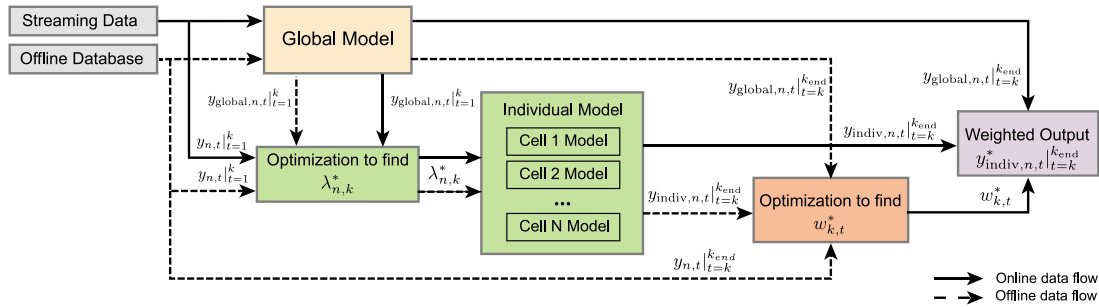 Streaming Data
Offline Database
Global Model
y_{global,n,t}|_{t=1}^{k}
y_{global,n,t}|_{t=1}^{k}
y_{n,t}|_{t=1}^{k}
y_{n,t}|_{t=1}^{k}
Optimization to find
λ*_{n,k}
λ*_{n,k}
Individual Model
Cell 1 Model
Cell 2 Model
...
Cell N Model
y_{global,n,t}|_{t=k}^{k_{end}}
y_{global,n,t}|_{t=k}^{k_{end}}
y_{indiv,n,t}|_{t=k}^{k_{end}}
y_{indiv,n,t}|_{t=k}^{k_{end}}
y_{n,t}|_{t=k}^{k_{end}}
Optimization to find
w*_{k,t}
w*_{k,t}
Weighted Output
y*_{indiv,n,t}|_{t=k}^{k_{end}}
Online data flow
Offline data flow